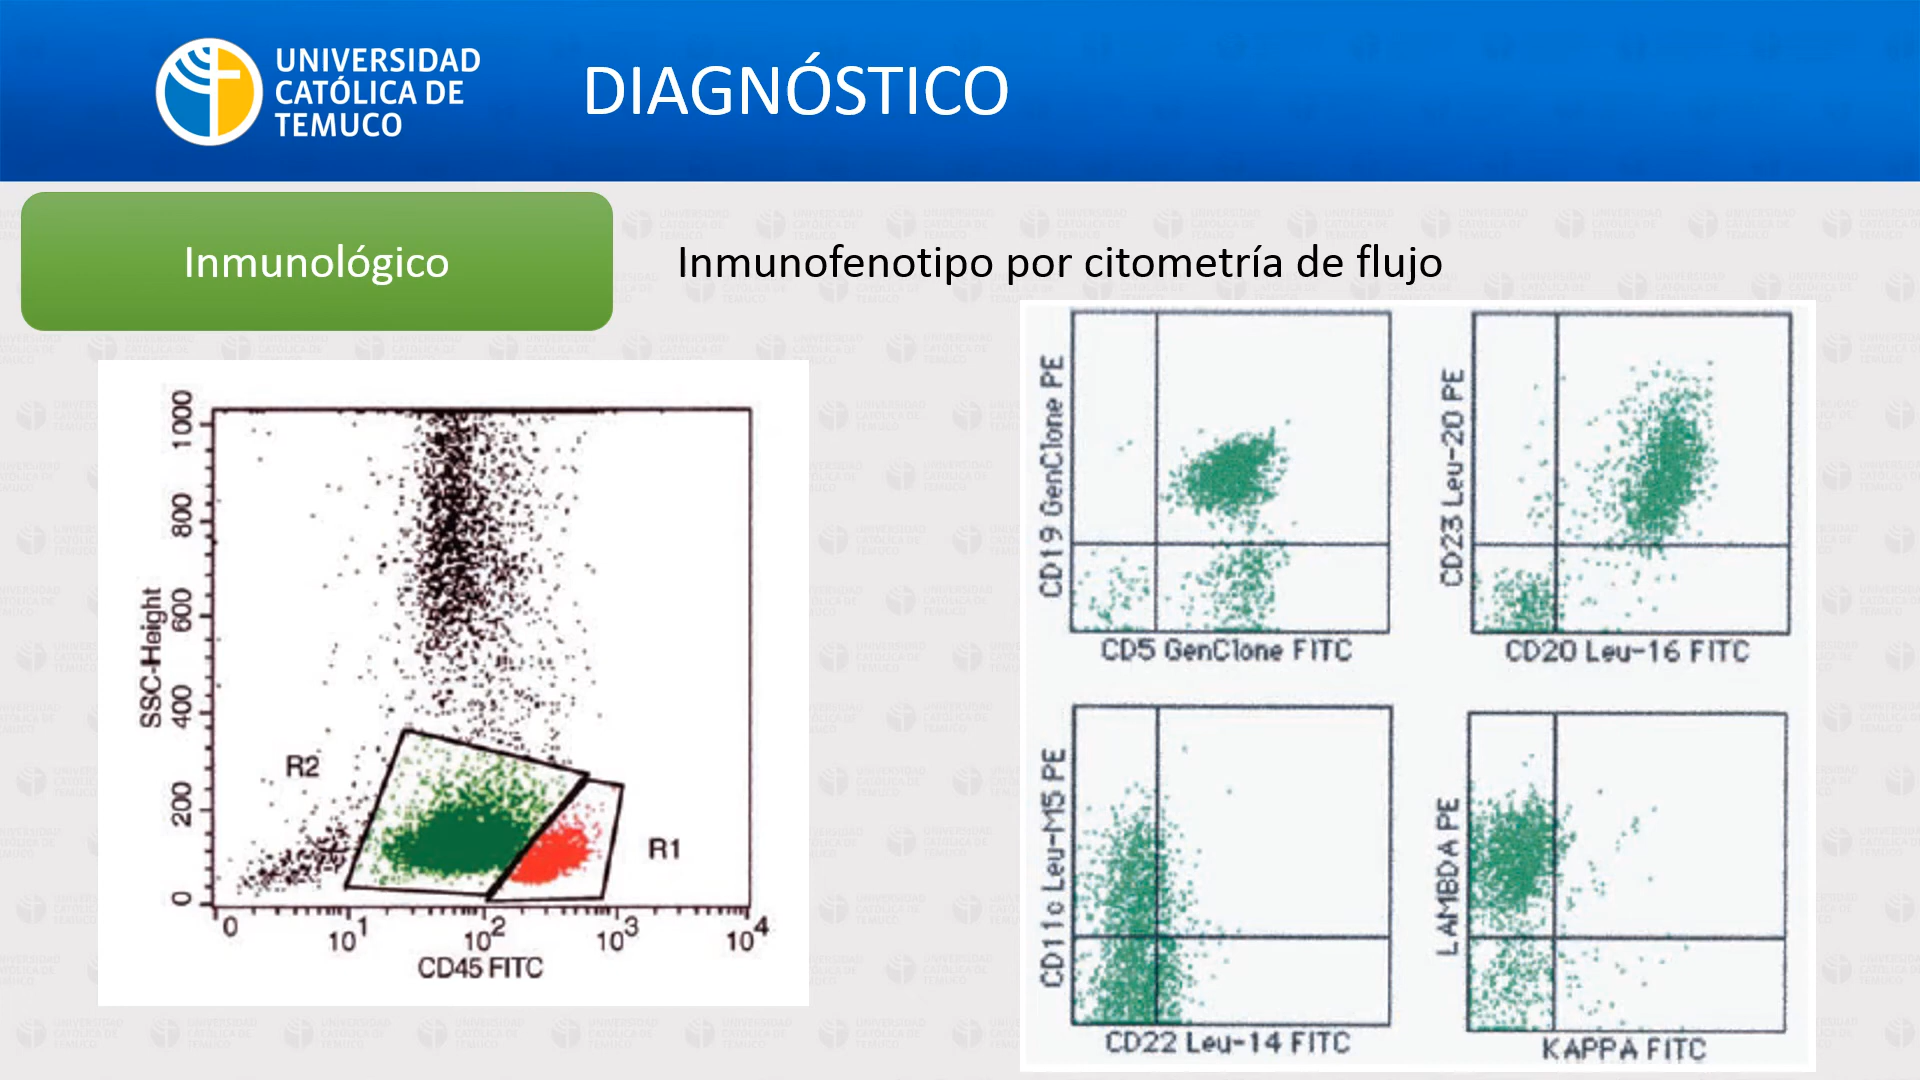 UNIVERSIDAD
CATÓLICA DE
TEMUCO
DIAGNÓSTICO
Inmunológico
Inmunofenotipo por citometría de flujo
SSC-Height
1000
800
600
400
200
0
R2
R1
0 10¹ 10² 10³ 10⁴
CD45 FITC
CD19 GenClone PE
CD5 GenClone FITC
CD23 Leu-20 PE
CD20 Leu-16 FITC
CD11c Leu-M5 PE
CD22 Leu-14 FITC
LAMBDA PE
KAPPA FITC